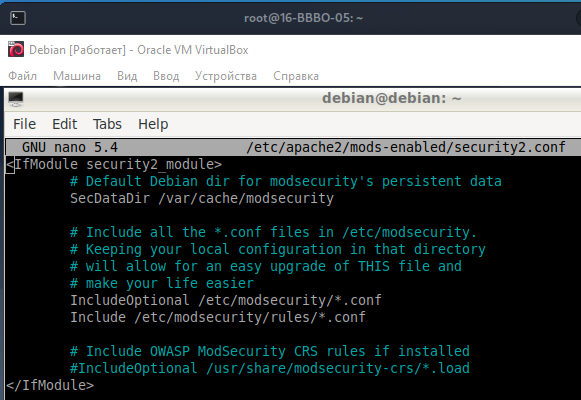 root@16-BBBO-05: ~
Debian [Работает] - Oracle VM VirtualBox
Файл Машина Вид Ввод Устройства Справка
debian@debian: ~
File Edit Tabs Help
GNU nano 5.4 /etc/apache2/mods-enabled/security2.conf
<IfModule security2_module>
# Default Debian dir for modsecurity's persistent data
SecDataDir /var/cache/modsecurity
# Include all the *.conf files in /etc/modsecurity.
# Keeping your local configuration in that directory
# will allow for an easy upgrade of THIS file and
# make your life easier
IncludeOptional /etc/modsecurity/*.conf
Include /etc/modsecurity/rules/*.conf
# Include OWASP ModSecurity CRS rules if installed
#IncludeOptional /usr/share/modsecurity-crs/*.load
</IfModule>